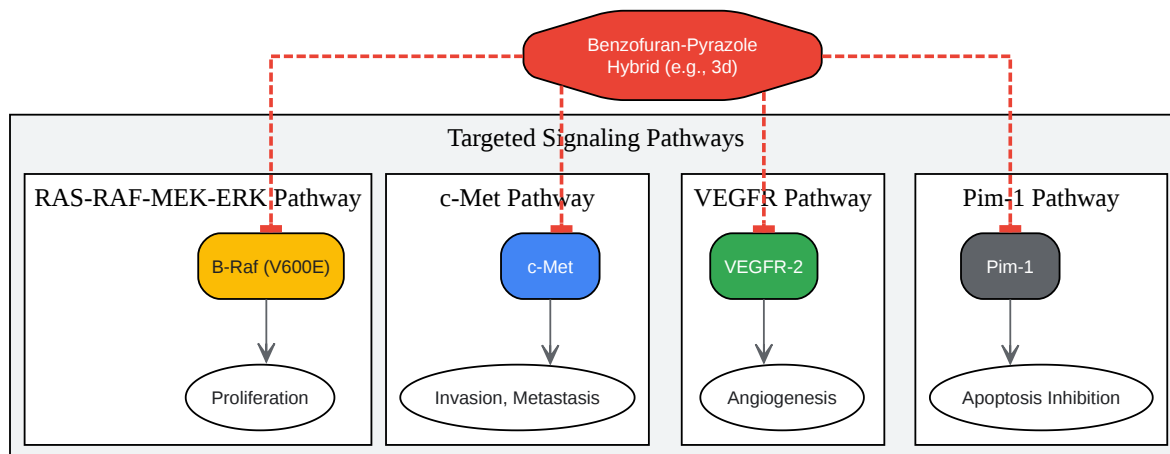 Benzofuran-Pyrazole
Hybrid (e.g., 3d)
Targeted Signaling Pathways
RAS-RAF-MEK-ERK Pathway
c-Met Pathway
VEGFR Pathway
Pim-1 Pathway
B-Raf (V600E)
c-Met
VEGFR-2
Pim-1
Proliferation
Invasion, Metastasis
Angiogenesis
Apoptosis Inhibition